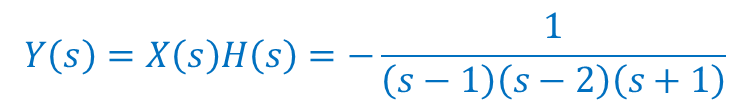 Y(s) = X(s)H(s) = − 1 / (s − 1)(s − 2)(s + 1)